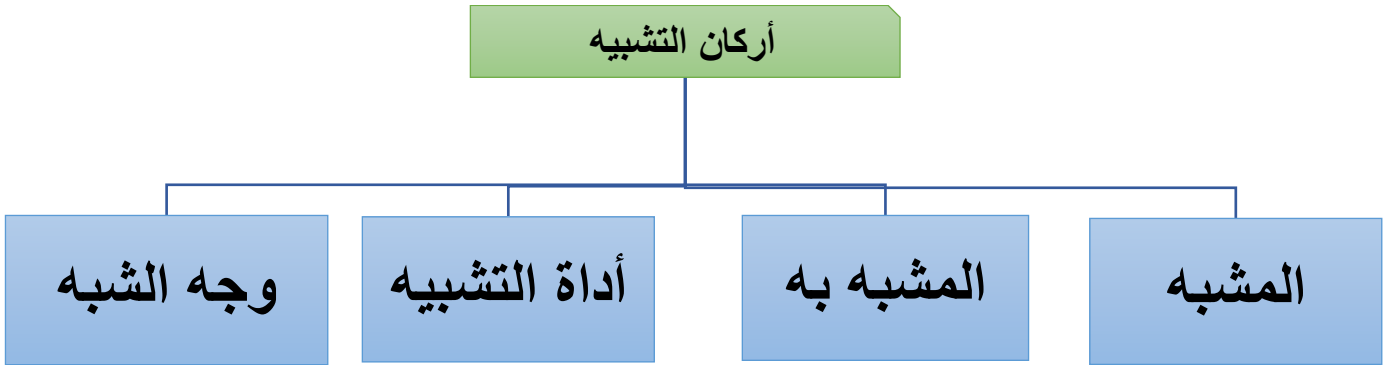 أركان التشبيه
المشبه
المشبه به
أداة التشبيه
وجه الشبه